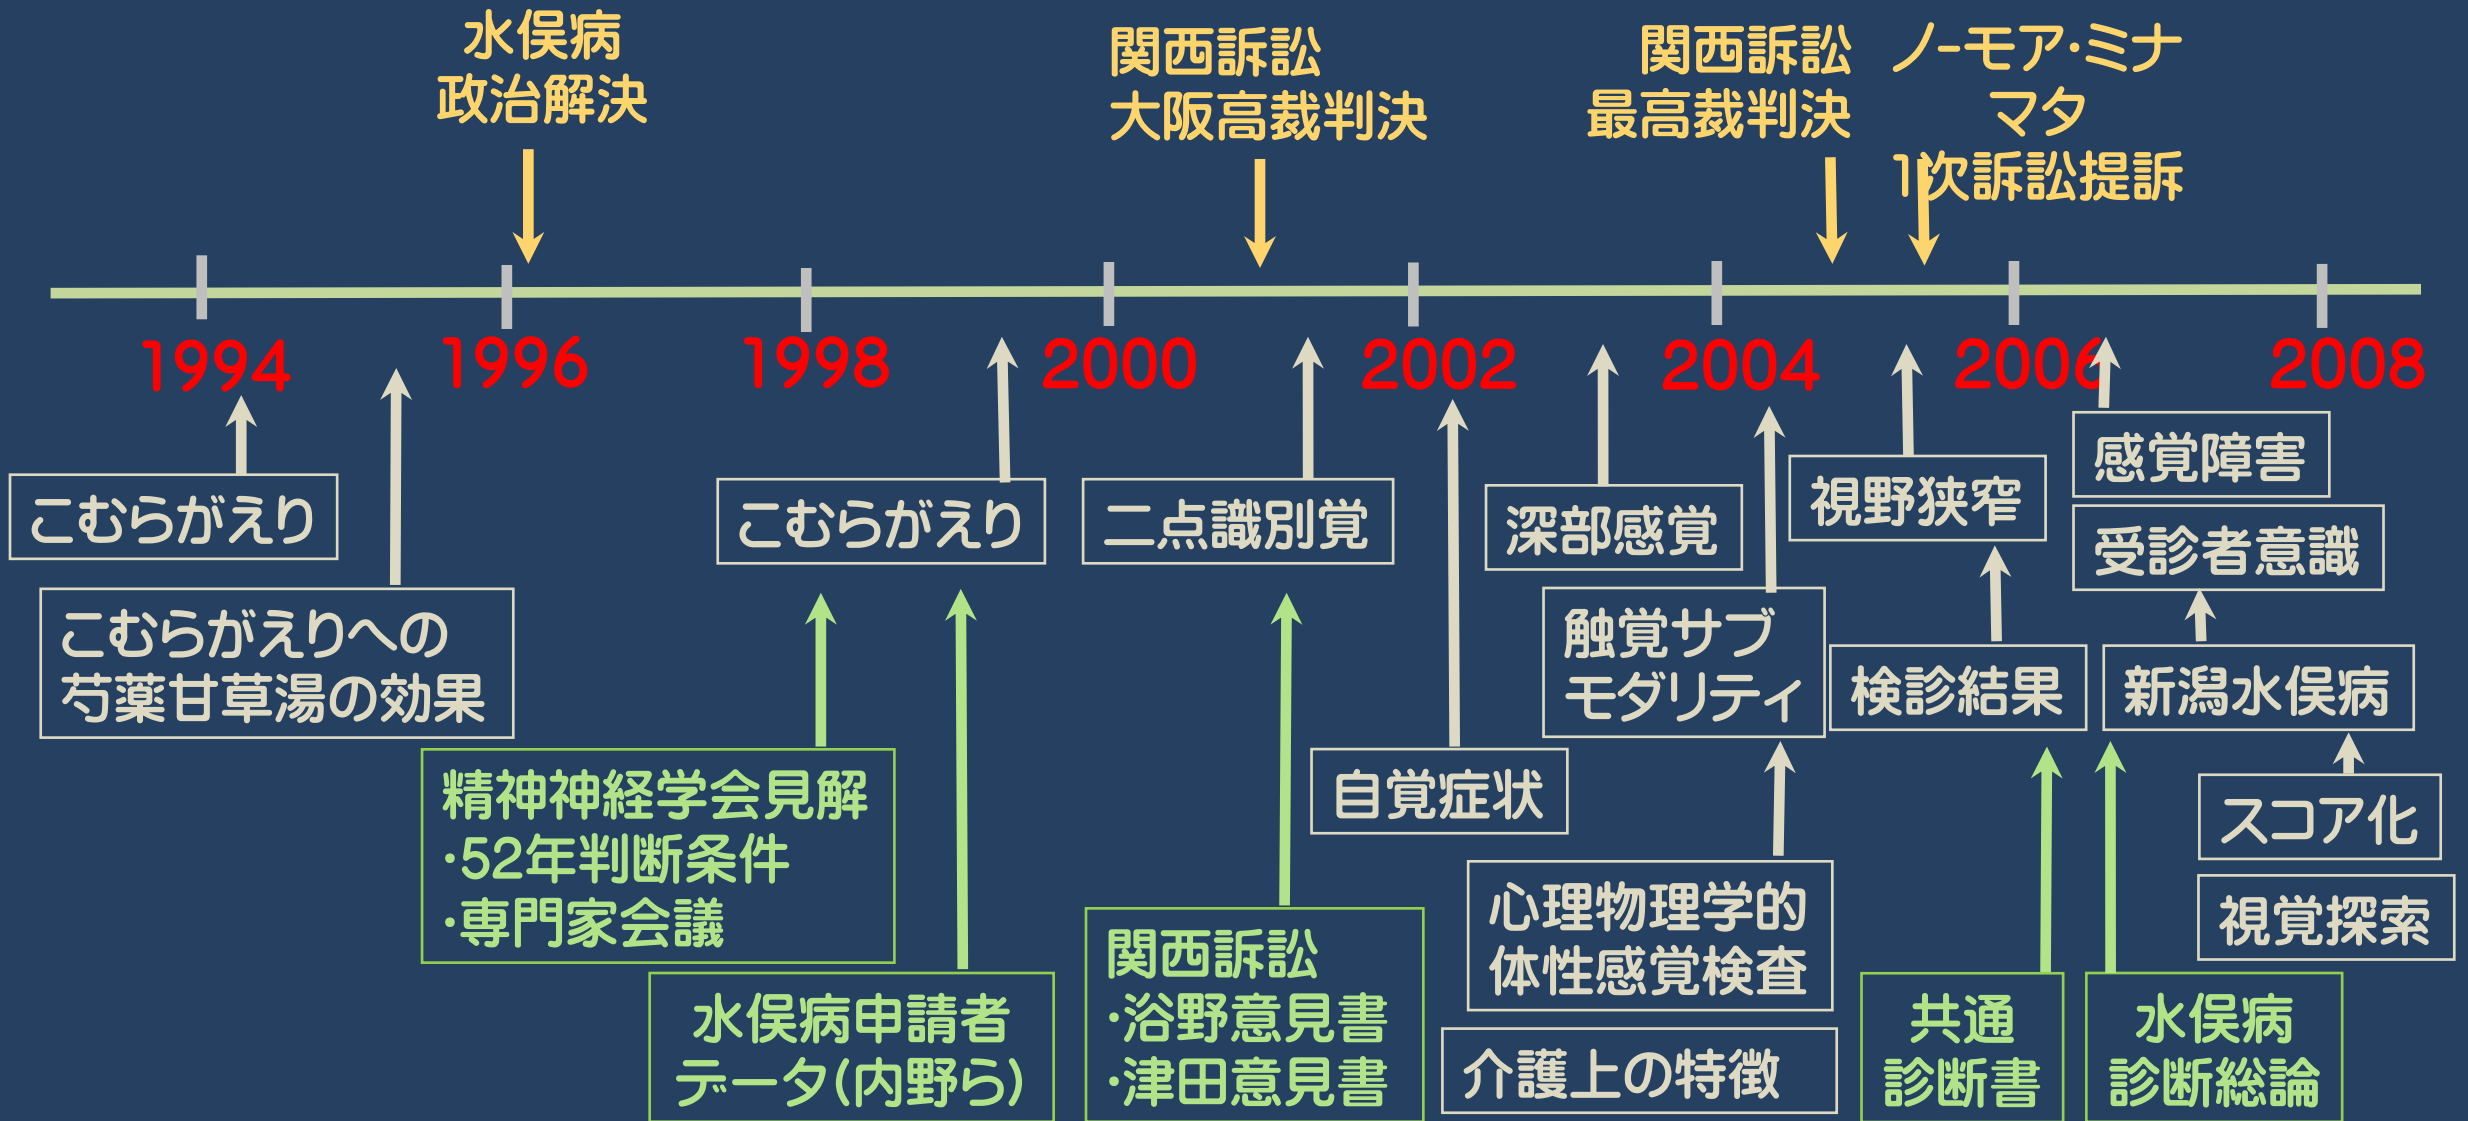 水俣病
政治解決
関西訴訟
大阪高裁判決
関西訴訟
最高裁判決
ノーモア・ミナ
マタ
1次訴訟提訴
1994
1996
1998
2000
2002
2004
2006
2008
こむらがえり
こむらがえりへの
芍薬甘草湯の効果
こむらがえり
二点識別覚
深部感覚
視野狭窄
感覚障害
受診者意識
触覚サブ
モダリティ
検診結果
新潟水俣病
精神神経学会見解
・52年判断条件
・専門家会議
自覚症状
スコア化
心理物理学的
体性感覚検査
視覚探索
水俣病申請者
データ(内野ら)
関西訴訟
・浴野意見書
・津田意見書
介護上の特徴
共通
診断書
水俣病
診断総論